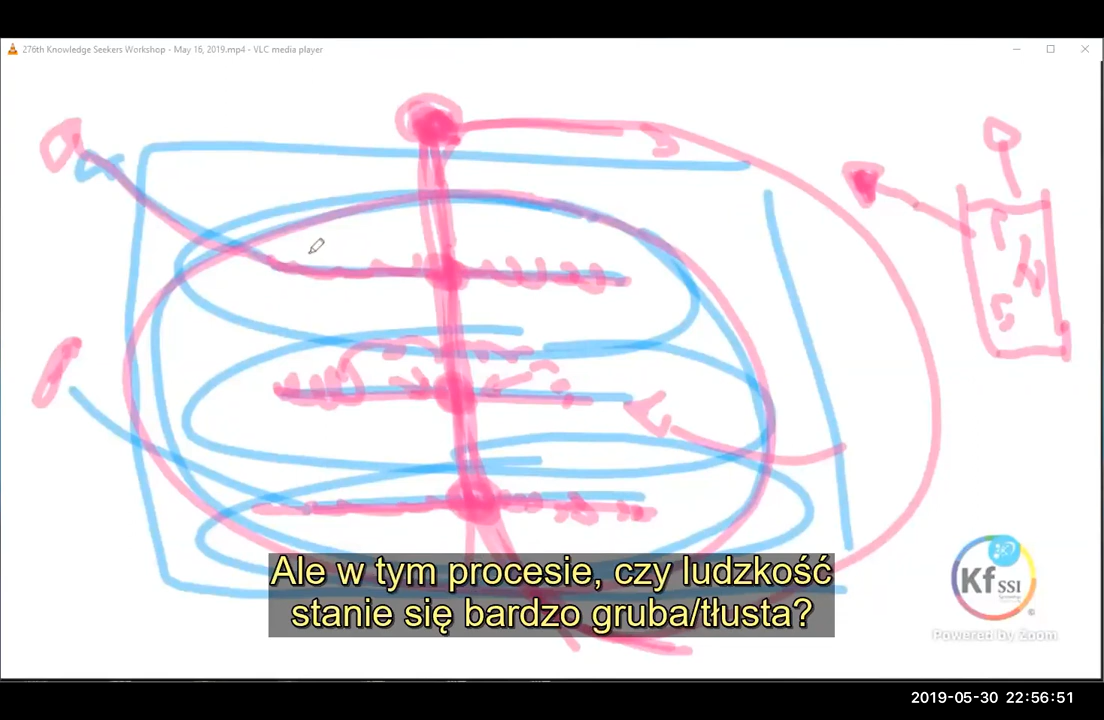 276th Knowledge Seekers Workshop - May 16, 2019.mp4 - VLC media player
Ale w tym procesie, czy ludzkość
stanie się bardzo gruba/tłusta?
Kf SSI
Powered by Zoom
2019-05-30 22:56:51